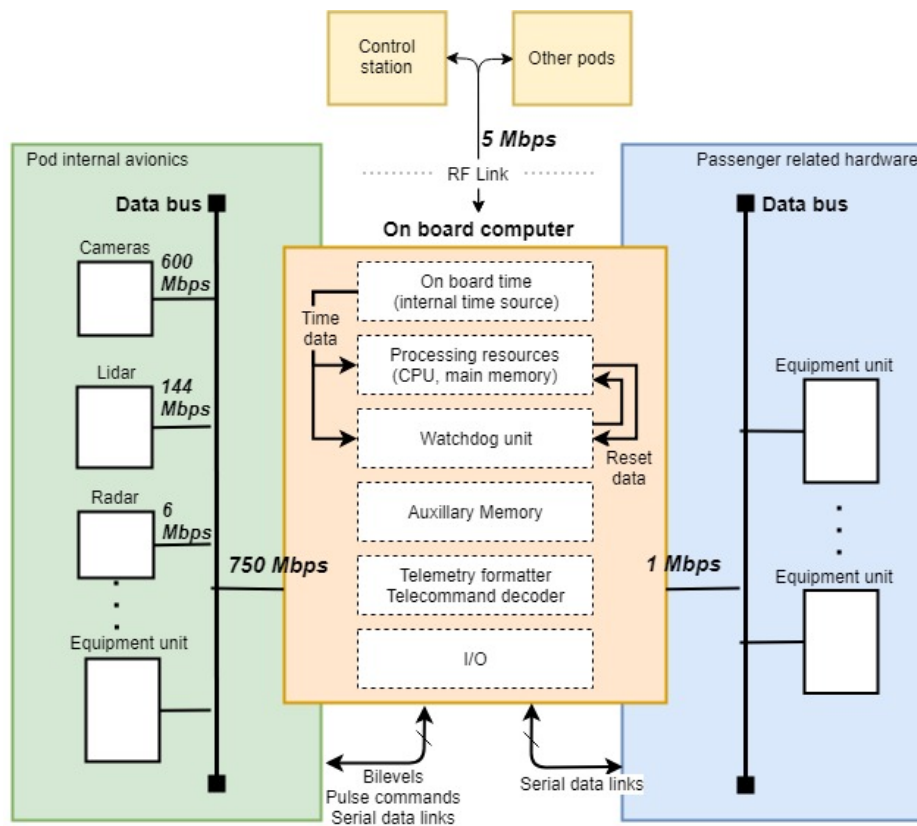 Control
station
Other pods
5 Mbps
RF Link
Pod internal avionics
Passenger related hardware
Data bus
Cameras
600
Mbps
Lidar
144
Mbps
Radar
6
Mbps
750 Mbps
Equipment unit
On board computer
On board time
(internal time source)
Time
data
Processing resources
(CPU, main memory)
Watchdog unit
Reset
data
Auxillary Memory
Telemetry formatter
Telecommand decoder
I/O
Data bus
Equipment unit
1 Mbps
Equipment unit
Bilevels
Pulse commands
Serial data links
Serial data links